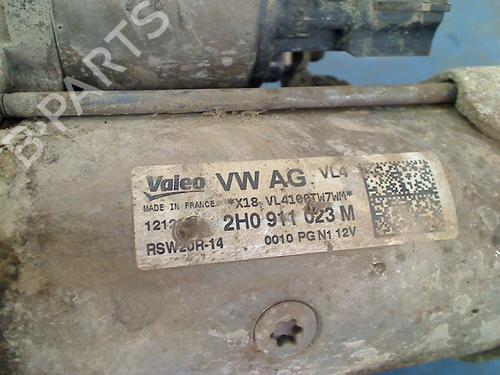 B-PARTS
Valeo VW AG VL4
MADE IN FRANCE *X18 VL4100TW7WM*
2H0 911 023 M
RSW20R-14 0010 PG N1 12V